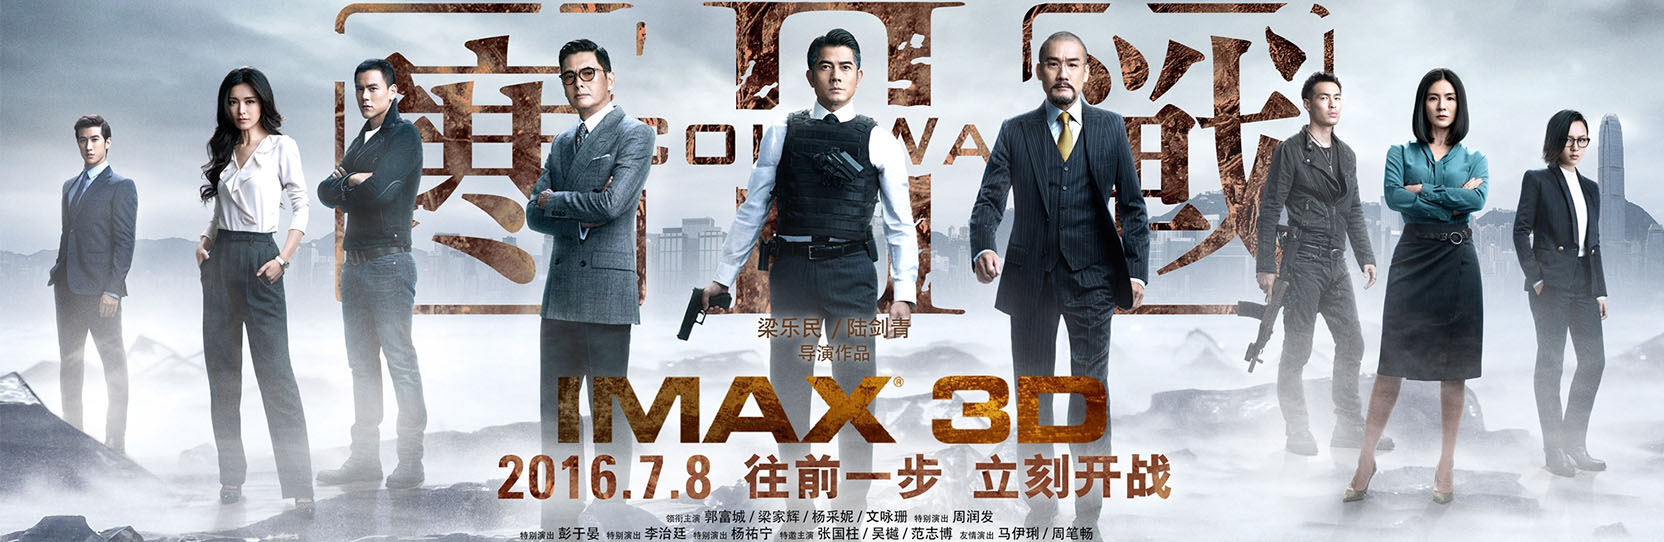 寒II戰
COLD WAR
梁乐民 / 陆剑青
导演作品
IMAX® 3D
2016.7.8 往前一步 立刻开战
领衔主演 郭富城 / 梁家辉 / 杨采妮 / 文咏珊 特别演出 周润发
特别演出 彭于晏 特别演出 李治廷 特别演出 杨祐宁 特邀主演 张国柱 / 吴樾 / 范志博 友情演出 马伊琍 / 周笔畅